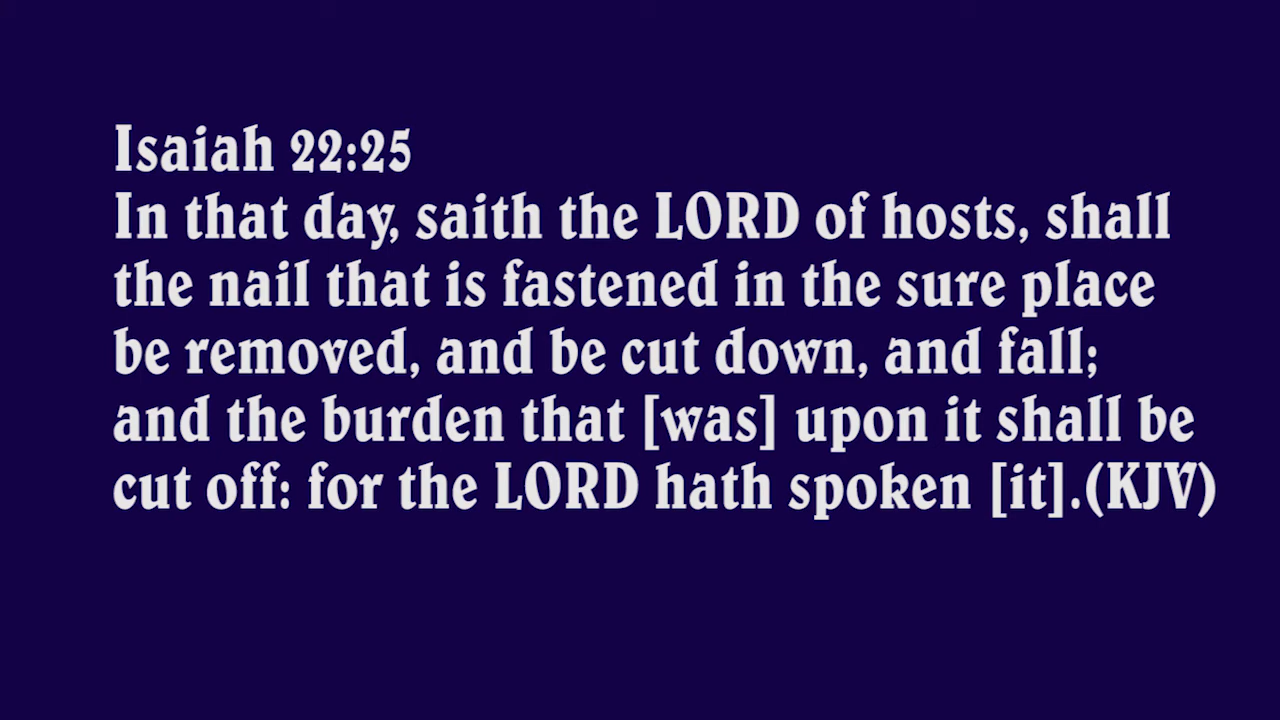 Isaiah 22:25
In that day, saith the LORD of hosts, shall
the nail that is fastened in the sure place
be removed, and be cut down, and fall;
and the burden that [was] upon it shall be
cut off: for the LORD hath spoken [it].(KJV)